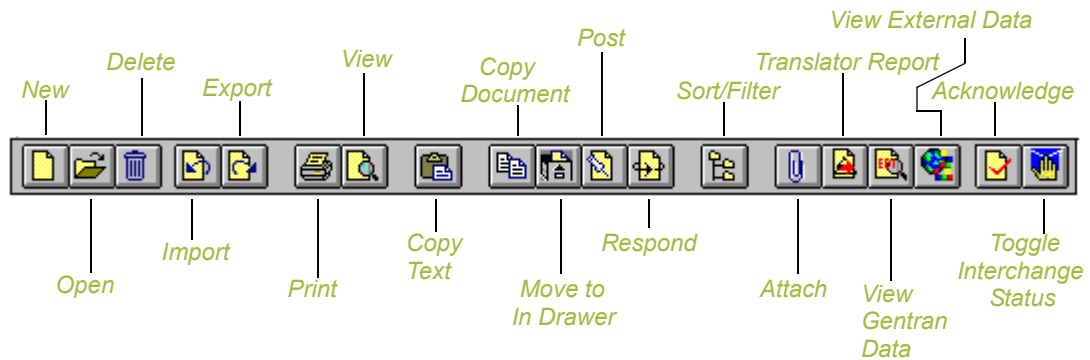 View External Data
Post
Delete
View
Copy
Document
Translator Report
New
Export
Sort/Filter
Acknowledge
ERT
Import
Copy
Text
Respond
Toggle
Interchange
Status
Open
Print
Move to
In Drawer
Attach
View
Gentran
Data